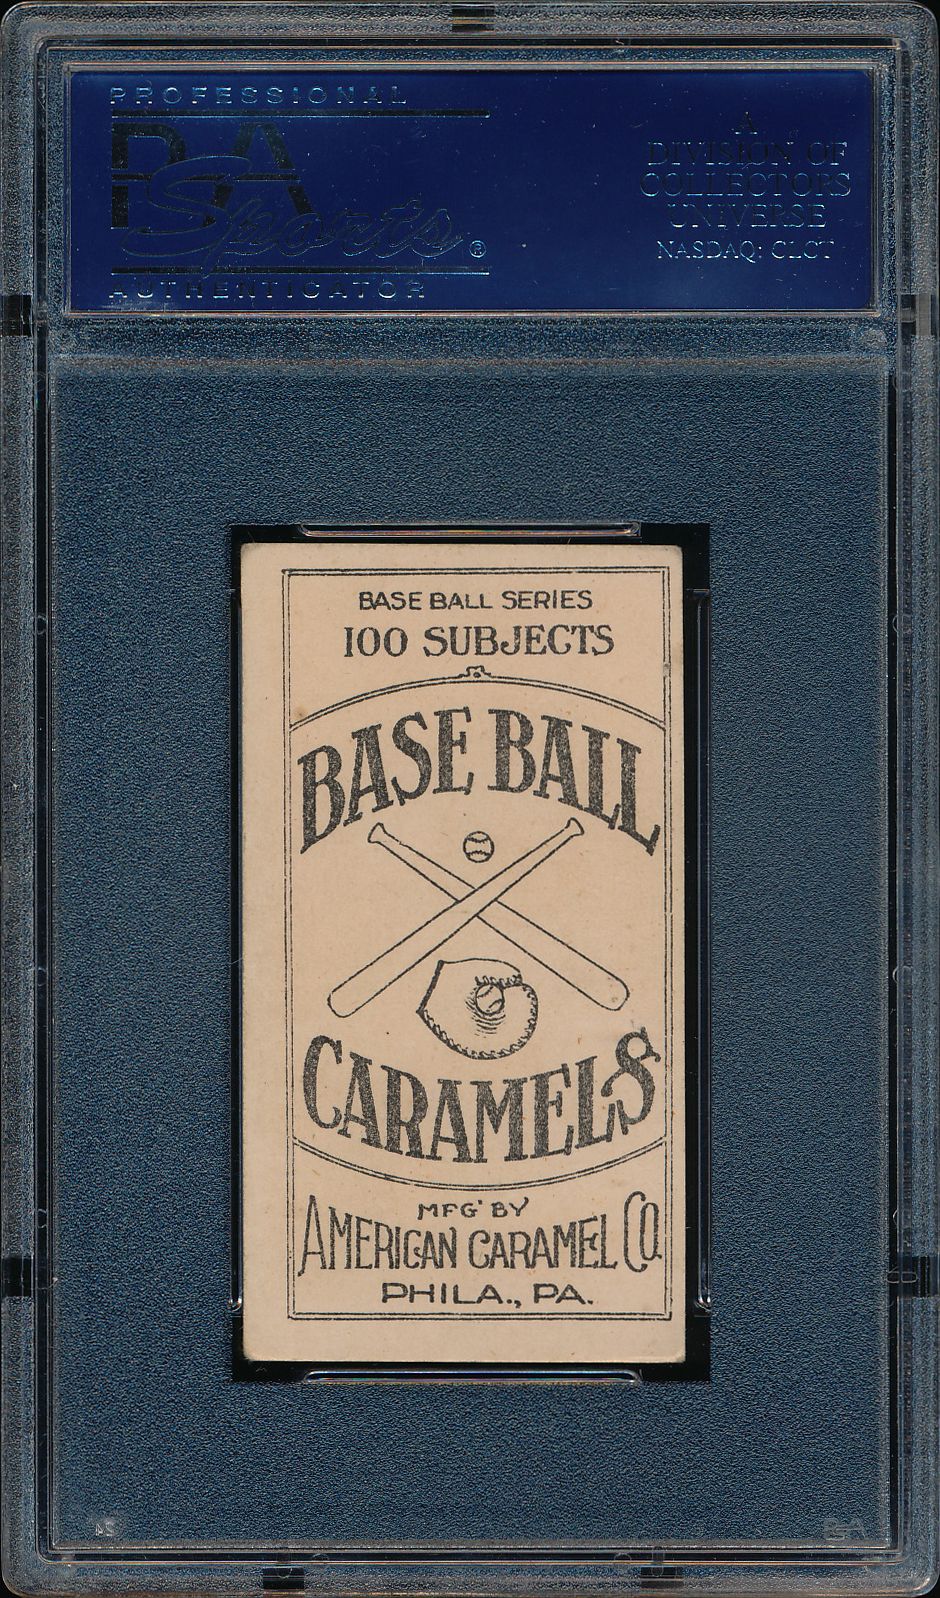 PROFESSIONAL
PSA
Sports®
AUTHENTICATOR
A
DIVISION OF
COLLECTORS
UNIVERSE
NASDAQ: CLCT
BASE BALL SERIES
100 SUBJECTS
BASE BALL
CARAMELS
MFG' BY
AMERICAN CARAMEL CO.
PHILA., PA.